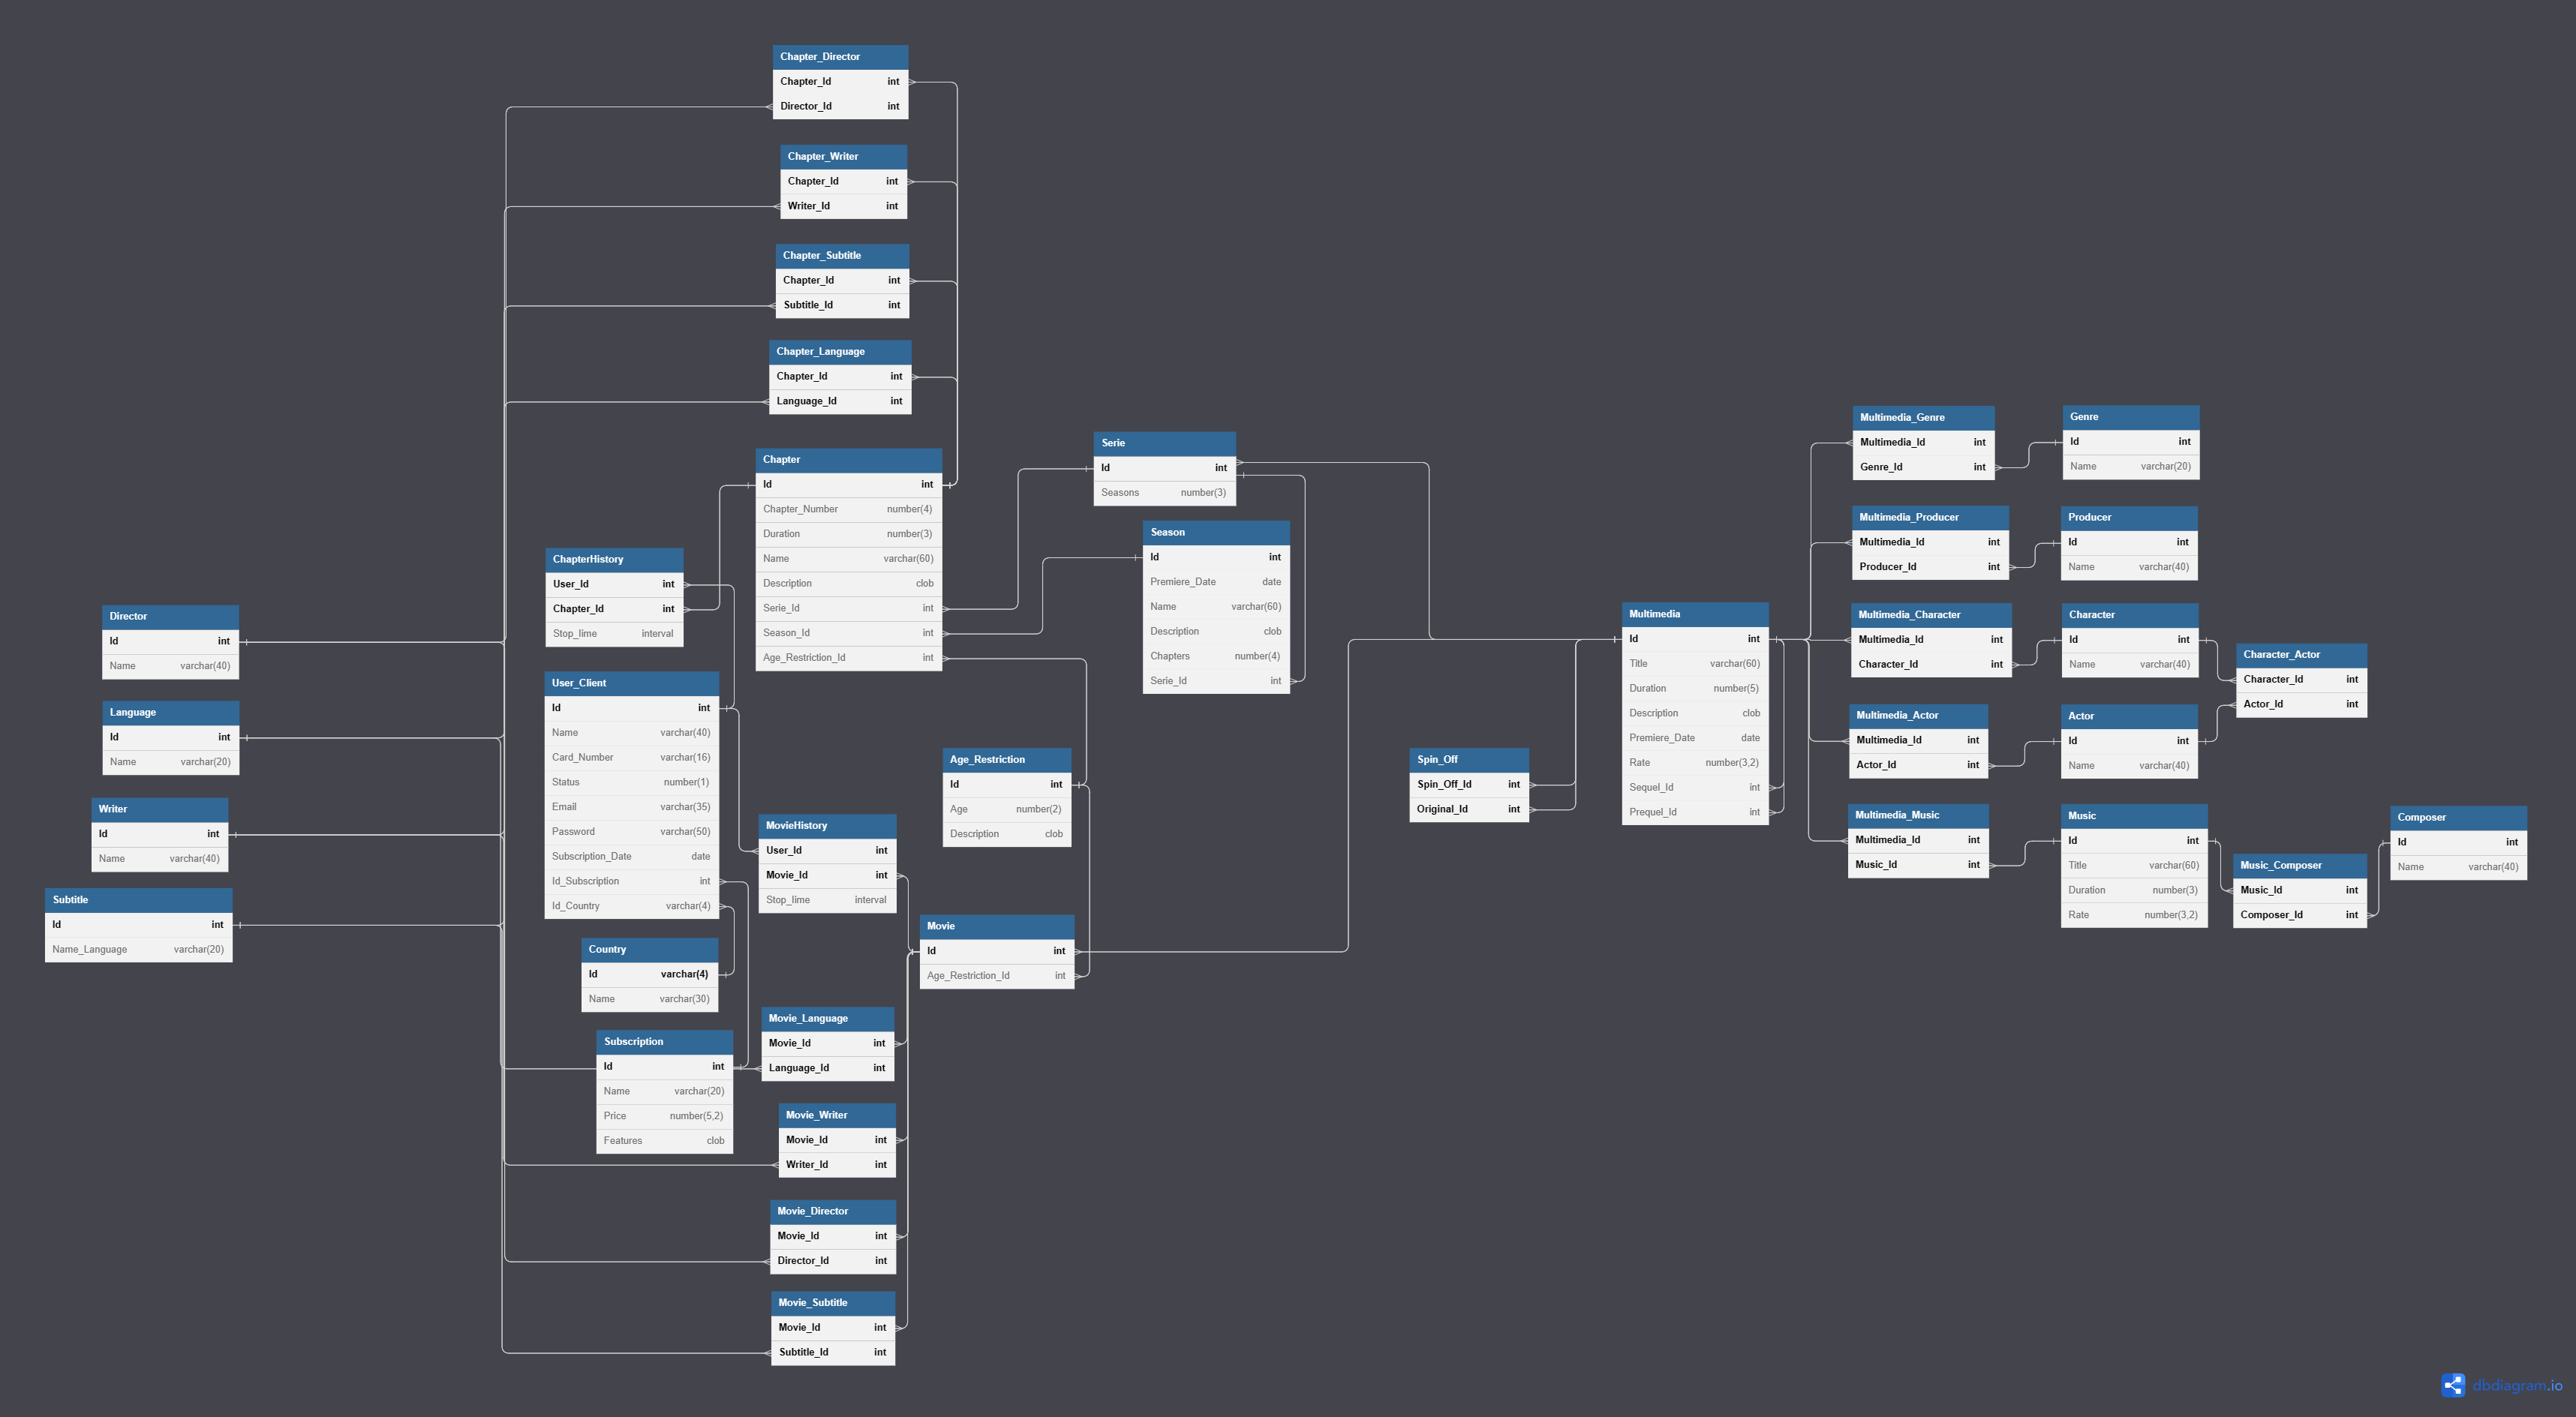 Chapter_Director
Chapter_Id int
Director_Id int
Chapter_Writer
Chapter_Id int
Writer_Id int
Chapter_Subtitle
Chapter_Id int
Subtitle_Id int
Chapter_Language
Chapter_Id int
Language_Id int
Chapter
Id int
Chapter_Number number(4)
Duration number(3)
Name varchar(60)
Description clob
Serie_Id int
Season_Id int
Age_Restriction_Id int
ChapterHistory
User_Id int
Chapter_Id int
Stop_lime interval
Director
Id int
Name varchar(40)
Language
Id int
Name varchar(20)
Writer
Id int
Name varchar(40)
Subtitle
Id int
Name_Language varchar(20)
User_Client
Id int
Name varchar(40)
Card_Number varchar(16)
Status number(1)
Email varchar(35)
Password varchar(50)
Subscription_Date date
Id_Subscription int
Id_Country varchar(4)
Country
Id varchar(4)
Name varchar(30)
Subscription
Id int
Name varchar(20)
Price number(5,2)
Features clob
MovieHistory
User_Id int
Movie_Id int
Stop_lime interval
Movie_Language
Movie_Id int
Language_Id int
Movie_Writer
Movie_Id int
Writer_Id int
Movie_Director
Movie_Id int
Director_Id int
Movie_Subtitle
Movie_Id int
Subtitle_Id int
Serie
Id int
Seasons number(3)
Season
Id int
Premiere_Date date
Name varchar(60)
Description clob
Chapters number(4)
Serie_Id int
Age_Restriction
Id int
Age number(2)
Description clob
Movie
Id int
Age_Restriction_Id int
Spin_Off
Spin_Off_Id int
Original_Id int
Multimedia
Id int
Title varchar(60)
Duration number(5)
Description clob
Premiere_Date date
Rate number(3,2)
Sequel_Id int
Prequel_Id int
Multimedia_Genre
Multimedia_Id int
Genre_Id int
Genre
Id int
Name varchar(20)
Multimedia_Producer
Multimedia_Id int
Producer_Id int
Producer
Id int
Name varchar(40)
Multimedia_Character
Multimedia_Id int
Character_Id int
Character
Id int
Name varchar(40)
Character_Actor
Character_Id int
Actor_Id int
Multimedia_Actor
Multimedia_Id int
Actor_Id int
Actor
Id int
Name varchar(40)
Multimedia_Music
Multimedia_Id int
Music_Id int
Music
Id int
Title varchar(60)
Duration number(3)
Rate number(3,2)
Music_Composer
Music_Id int
Composer_Id int
Composer
Id int
Name varchar(40)
dbdiagram.io